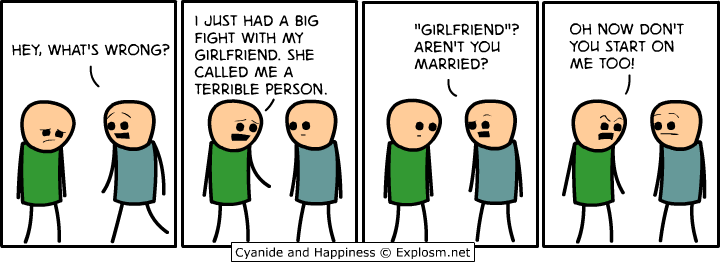 HEY, WHAT'S WRONG?
I JUST HAD A BIG
FIGHT WITH MY
GIRLFRIEND. SHE
CALLED ME A
TERRIBLE PERSON.
"GIRLFRIEND"?
AREN'T YOU
MARRIED?
OH NOW DON'T
YOU START ON
ME TOO!
Cyanide and Happiness © Explosm.net